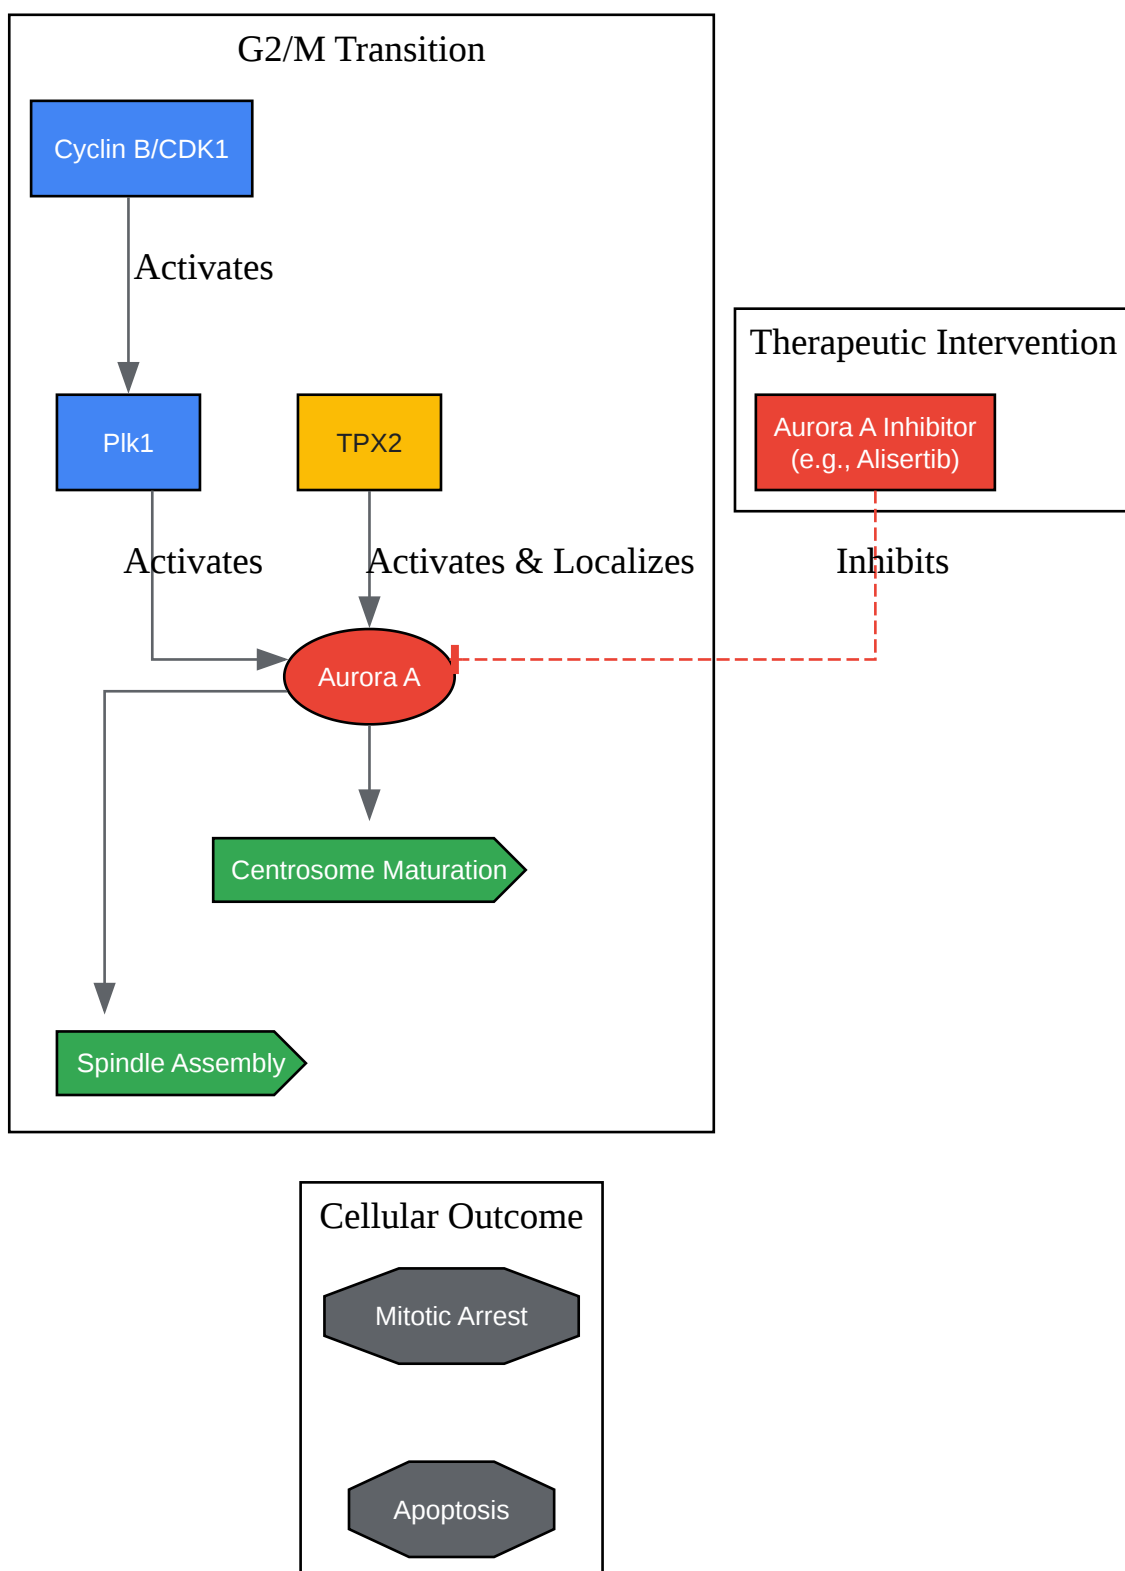 G2/M Transition
Cyclin B/CDK1
Activates
Therapeutic Intervention
Plk1
TPX2
Aurora A Inhibitor
(e.g., Alisertib)
Activates
Activates & Localizes
Inhibits
Aurora A
Centrosome Maturation
Spindle Assembly
Cellular Outcome
Mitotic Arrest
Apoptosis